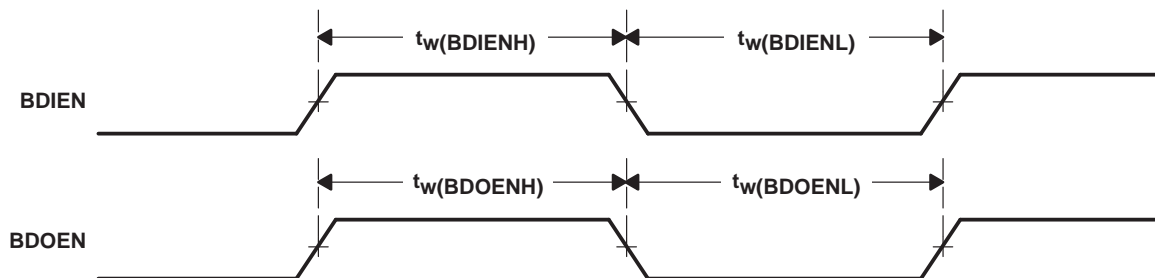 tw(BDIENH) tw(BDIENL)
BDIEN
tw(BDOENH) tw(BDOENL)
BDOEN